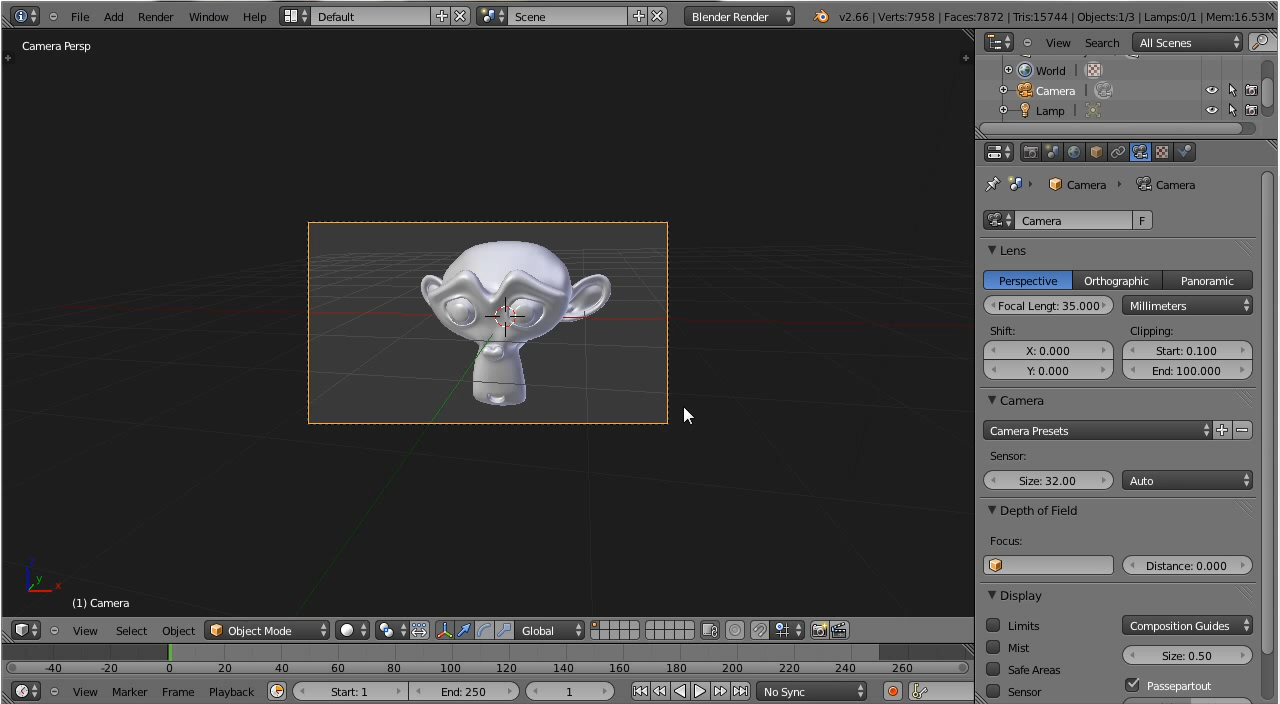 File Add Render Window Help Default Scene Blender Render v2.66 | Verts:7958 | Faces:7872 | Tris:15744 | Objects:1/3 | Lamps:0/1 | Mem:16.53M
Camera Persp
View Search All Scenes
World
Camera
Lamp
Camera Camera
Camera F
Lens
Perspective Orthographic Panoramic
Focal Lengt: 35.000 Millimeters
Shift: Clipping:
X: 0.000 Start: 0.100
Y: 0.000 End: 100.000
Camera
Camera Presets
Sensor:
Size: 32.00 Auto
Depth of Field
Focus:
Distance: 0.000
Display
Limits Composition Guides
Mist
Size: 0.50
Safe Areas
Passepartout
Sensor
z
y
x
(1) Camera
View Select Object Object Mode Global
-40 -20 0 20 40 60 80 100 120 140 160 180 200 220 240 260
View Marker Frame Playback Start: 1 End: 250 1 No Sync